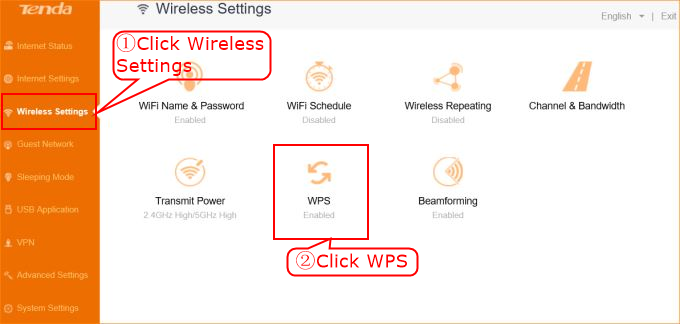 Tenda
Wireless Settings
English | Exit
①Click Wireless
Settings
Internet Status
Internet Settings
Wireless Settings
Guest Network
Sleeping Mode
USB Application
VPN
Advanced Settings
System Settings
WiFi Name & Password
Enabled
WiFi Schedule
Disabled
Wireless Repeating
Disabled
Channel & Bandwidth
Transmit Power
2.4GHz High/5GHz High
WPS
Enabled
Beamforming
Enabled
②Click WPS